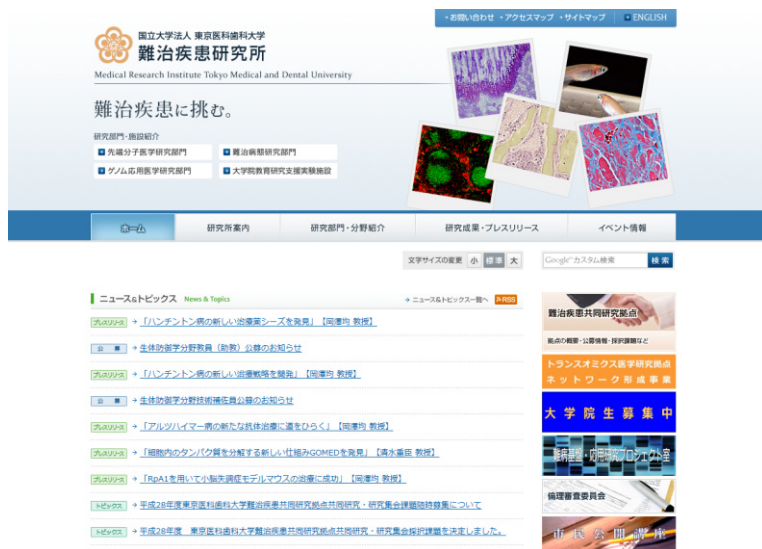 ・お問い合わせ ・アクセスマップ ・サイトマップ ENGLISH
国立大学法人 東京医科歯科大学
難治疾患研究所
Medical Research Institute Tokyo Medical and Dental University
難治疾患に挑む。
研究部門・施設紹介
先端分子医学研究部門 難治病態研究部門
ゲノム応用医学研究部門 大学院教育研究支援実験施設
ホーム 研究所案内 研究部門・分野紹介 研究成果・プレスリリース イベント情報
文字サイズの変更 小 標準 大 Google™ カスタム検索 検索
ニュース&トピックス News & Topics → ニュース&トピックス一覧へ RSS
プレスリリース → 「ハンチントン病の新しい治療薬シーズを発見」【岡澤均 教授】
公募 → 生体防御学分野教員（助教）公募のお知らせ
プレスリリース → 「ハンチントン病の新しい治療戦略を開発」【岡澤均 教授】
公募 → 生体防御学分野技術補佐員公募のお知らせ
プレスリリース → 「アルツハイマー病の新たな抗体治療に道をひらく」【岡澤均 教授】
プレスリリース → 「細胞内のタンパク質を分解する新しい仕組みGOMEDを発見」【清水重臣 教授】
プレスリリース → 「RpA1を用いて小脳失調症モデルマウスの治療に成功」【岡澤均 教授】
トピックス → 平成28年度東京医科歯科大学難治疾患共同研究拠点共同研究・研究集会課題随時募集について
トピックス → 平成28年度 東京医科歯科大学難治疾患共同研究拠点共同研究・研究集会採択課題を決定しました。
難治疾患共同研究拠点
拠点の概要・公募情報・採択課題など
トランスオミクス医学研究拠点
ネットワーク形成事業
大学院生募集中
難病基盤・応用研究プロジェクト室
倫理審査委員会
市民公開講座